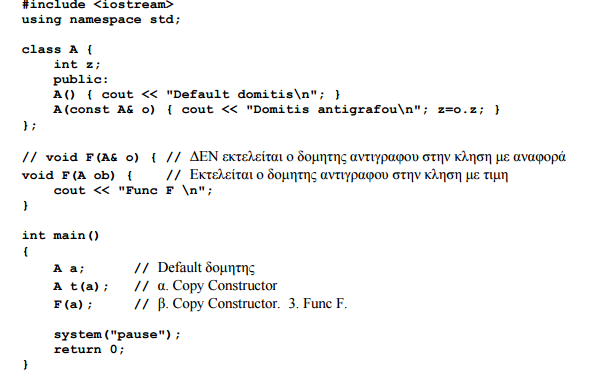 #include <iostream>
using namespace std;
class A {
int z;
public:
A() { cout << "Default domitis\n"; }
A(const A& o) { cout << "Domitis antigrafou\n"; z=o.z; }
};
// void F(A& o) { // ΔΕΝ εκτελείται ο δομητης αντιγραφου στην κληση με αναφορά
void F(A ob) { // Εκτελείται ο δομητης αντιγραφου στην κληση με τιμη
cout << "Func F \n";
}
int main()
{
A a; // Default δομητης
A t(a); // α. Copy Constructor
F(a); // β. Copy Constructor. 3. Func F.
system("pause");
return 0;
}